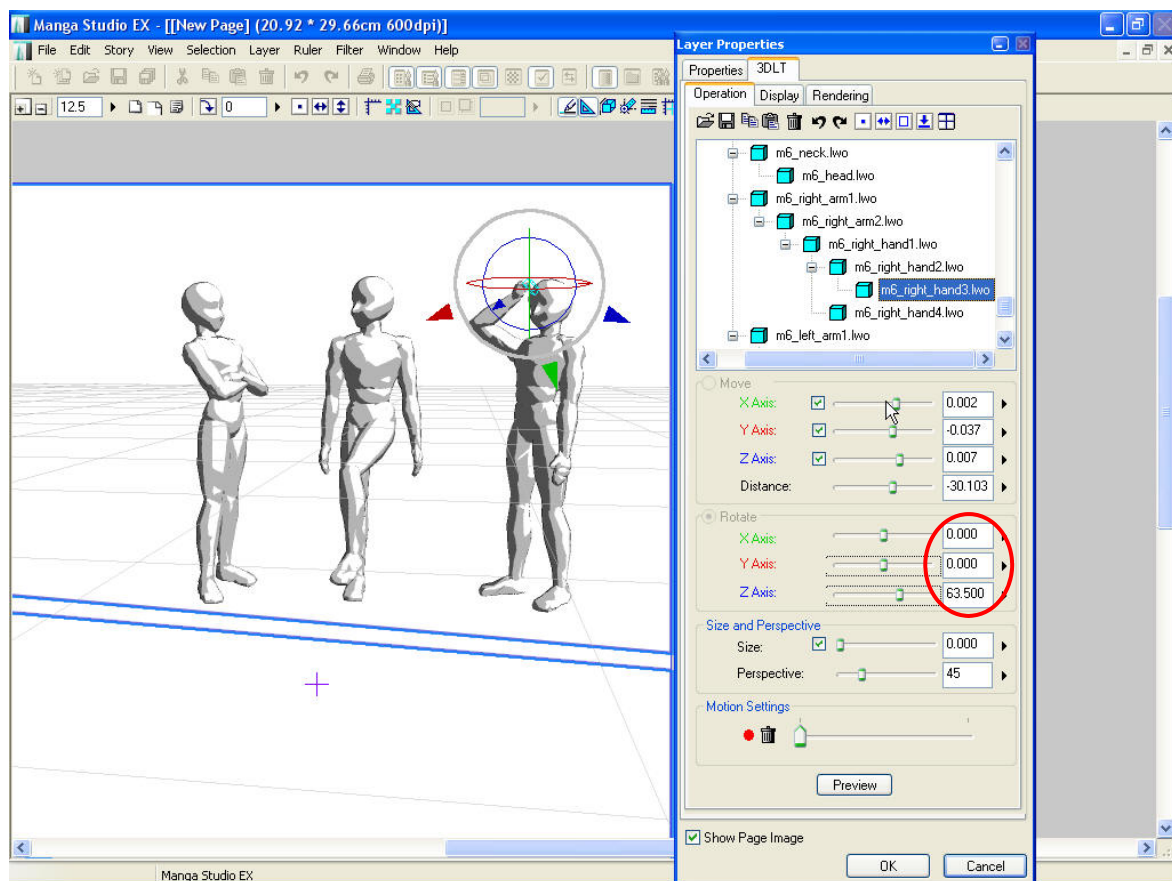 Manga Studio EX - [[New Page] (20.92 * 29.66cm 600dpi)]
File Edit Story View Selection Layer Ruler Filter Window Help
12.5
0
Layer Properties
Properties 3DLT
Operation Display Rendering
m6_neck.lwo
m6_head.lwo
m6_right_arm1.lwo
m6_right_arm2.lwo
m6_right_hand1.lwo
m6_right_hand2.lwo
m6_right_hand3.lwo
m6_right_hand4.lwo
m6_left_arm1.lwo
Move
X Axis: 0.002
Y Axis: -0.037
Z Axis: 0.007
Distance: -30.103
Rotate
X Axis: 0.000
Y Axis: 0.000
Z Axis: 63.500
Size and Perspective
Size: 0.000
Perspective: 45
Motion Settings
Preview
Show Page Image
OK Cancel
Manga Studio EX